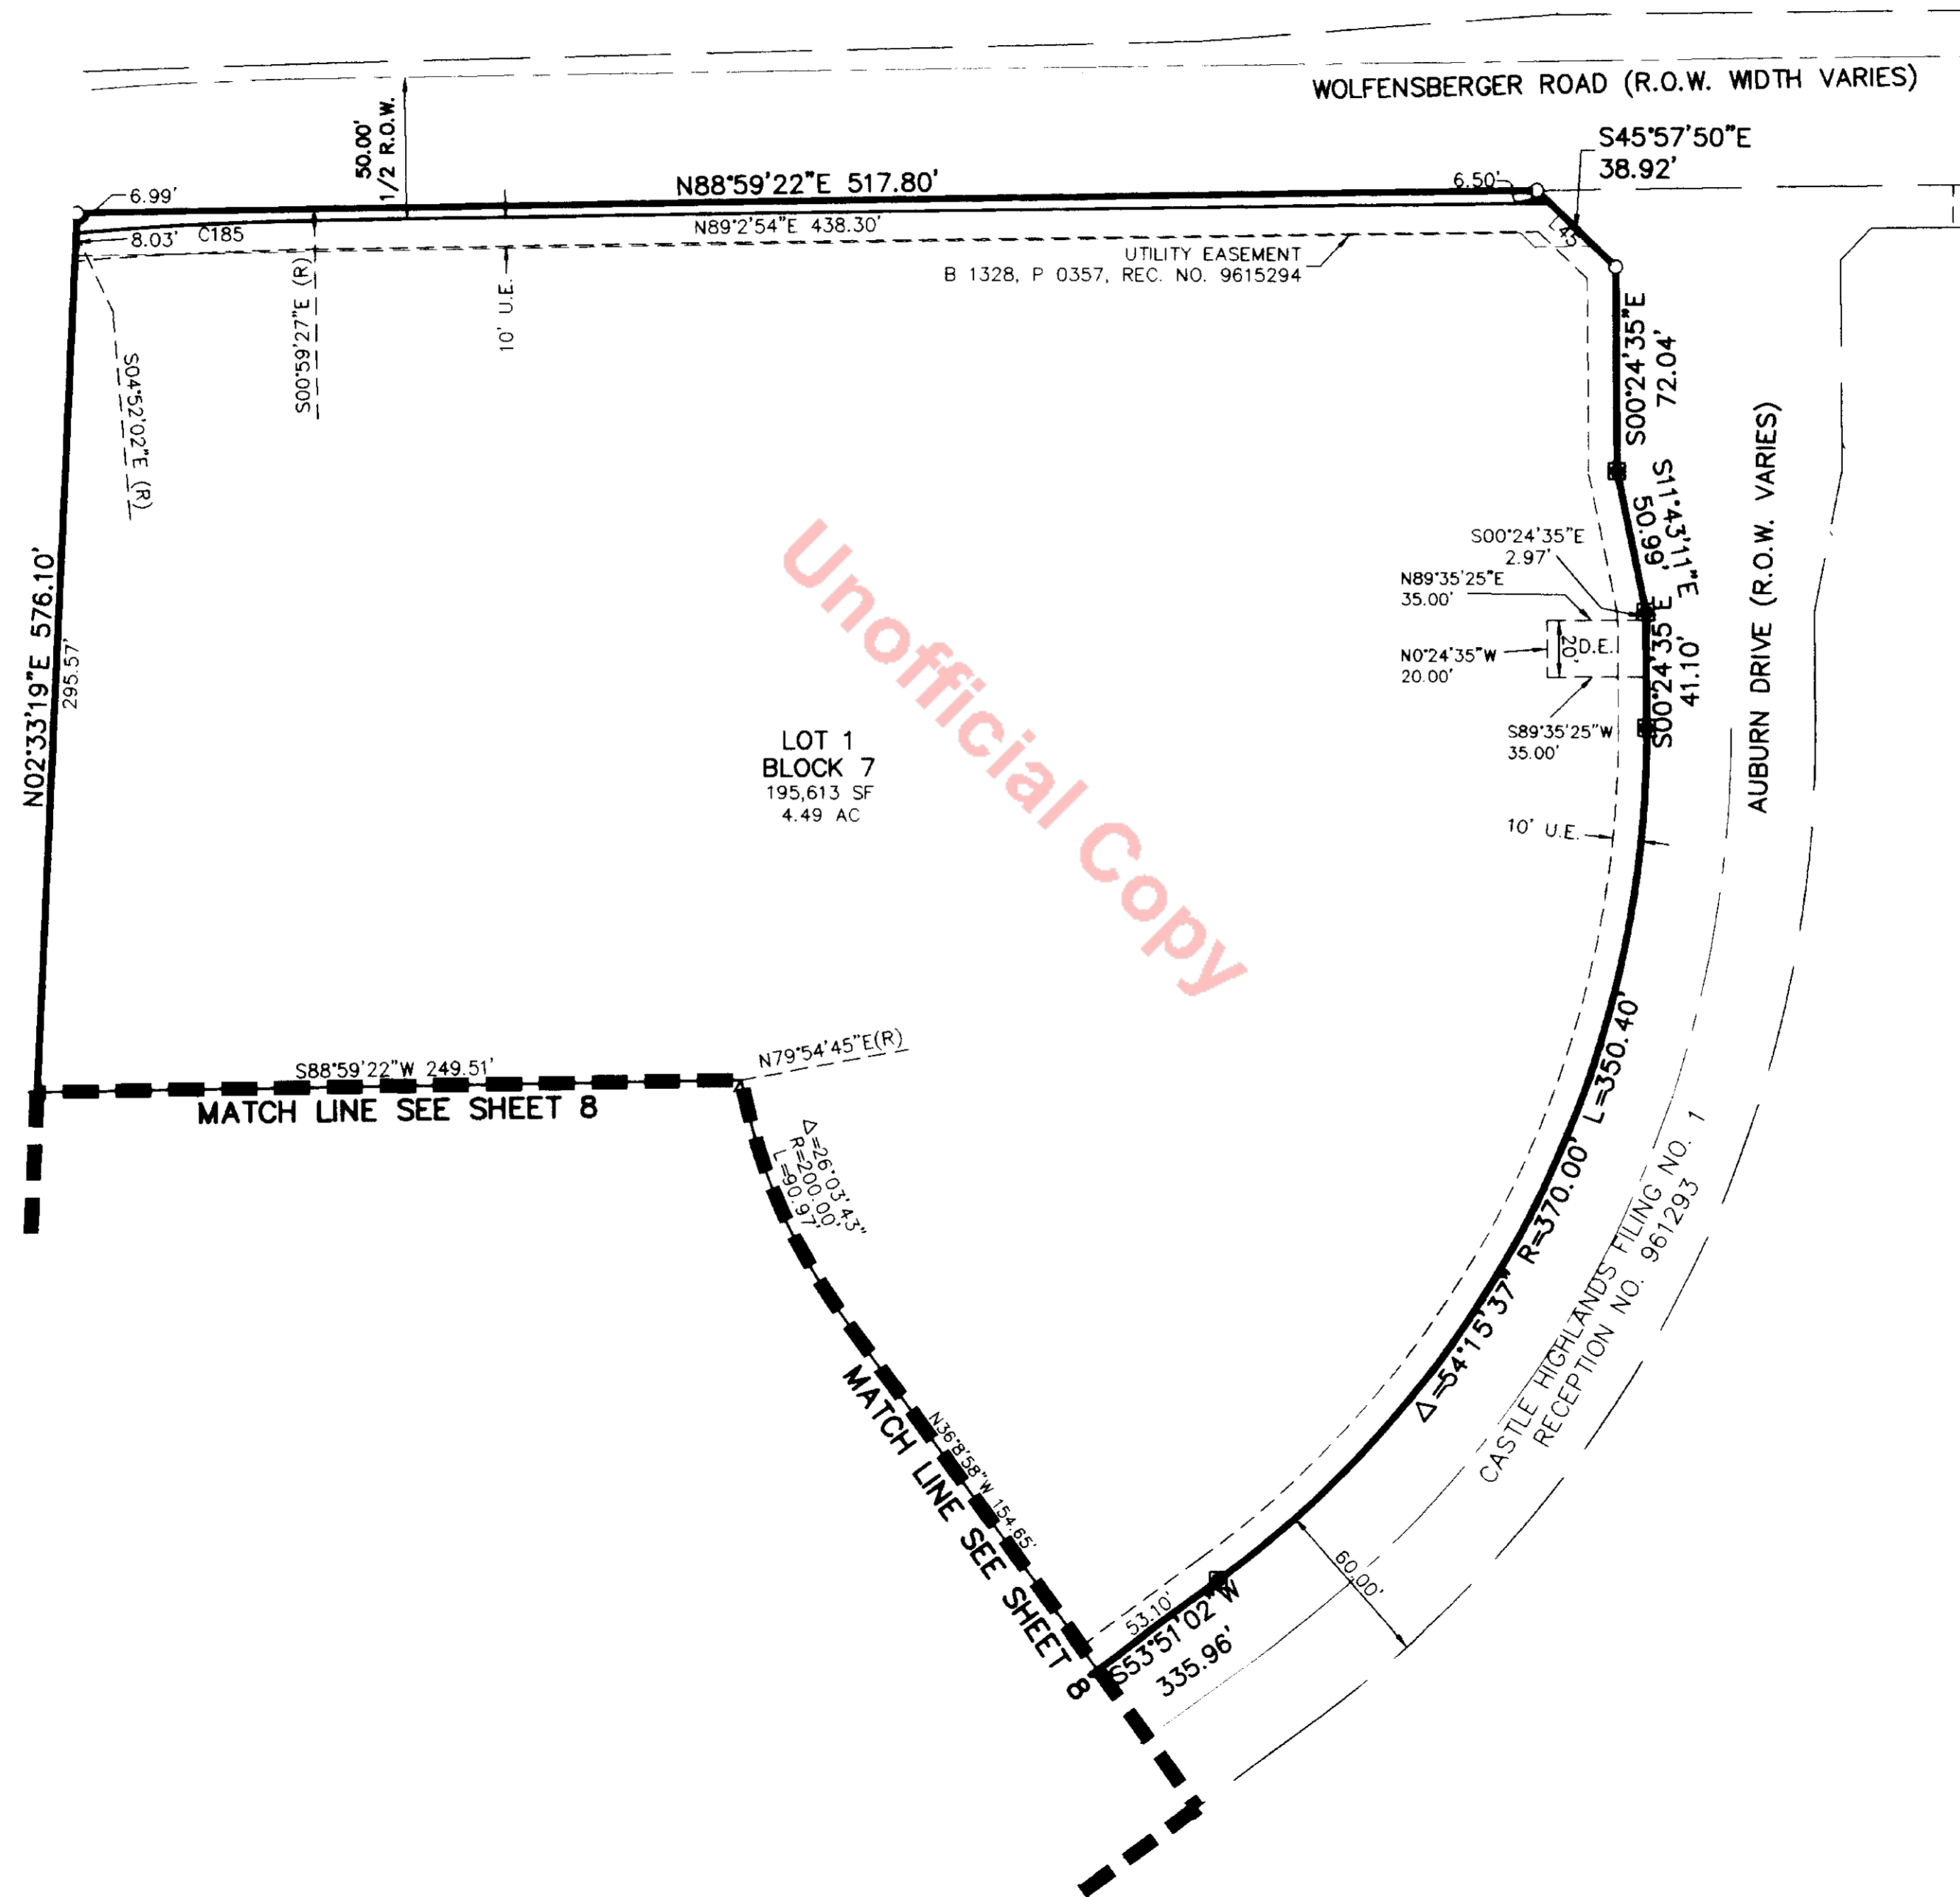 WOLFENSBERGER ROAD (R.O.W. WIDTH VARIES)
50.00'
1/2 R.O.W.
S45°57'50"E
38.92'
6.99'
N88°59'22"E 517.80'
6.50'
8.03'
C185
N89°2'54"E 438.30'
UTILITY EASEMENT
B 1328, P 0357, REC. NO. 9615294
S00°59'27"E (R)
10' U.E.
S04°52'02"E (R)
S00°24'35"E
72.04'
S11°43'11"E
50.99'
AUBURN DRIVE (R.O.W. VARIES)
S00°24'35"E
2.97'
N89°35'25"E
35.00'
20'
D.E.
N0°24'35"W
20.00'
S00°24'35 E
41.10'
S89°35'25"W
35.00'
N02°33'19"E 576.10'
295.57'
LOT 1
BLOCK 7
195,613 SF
4.49 AC
Unofficial Copy
10' U.E.
S88°59'22"W 249.51'
N79°54'45"E(R)
MATCH LINE SEE SHEET 8
Δ=26°03'43"
R=200.00'
L=90.97'
Δ=54°15'37" R=370.00' L=350.40'
CASTLE HIGHLANDS FILING NO. 1
RECEPTION NO. 961293
N36°8'58"W 154.65'
MATCH LINE SEE SHEET 8
60.00'
53.10'
S53°51'02"W
335.96'